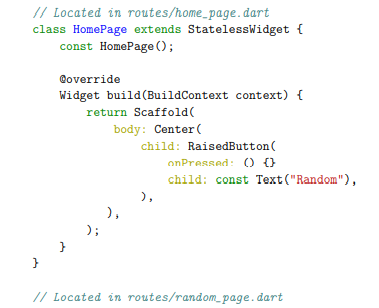 // Located in routes/home_page.dart
class HomePage extends StatelessWidget {
const HomePage();
@override
Widget build(BuildContext context) {
return Scaffold(
body: Center(
child: RaisedButton(
onPressed: () {}
child: const Text("Random"),
),
),
);
}
}
// Located in routes/random_page.dart